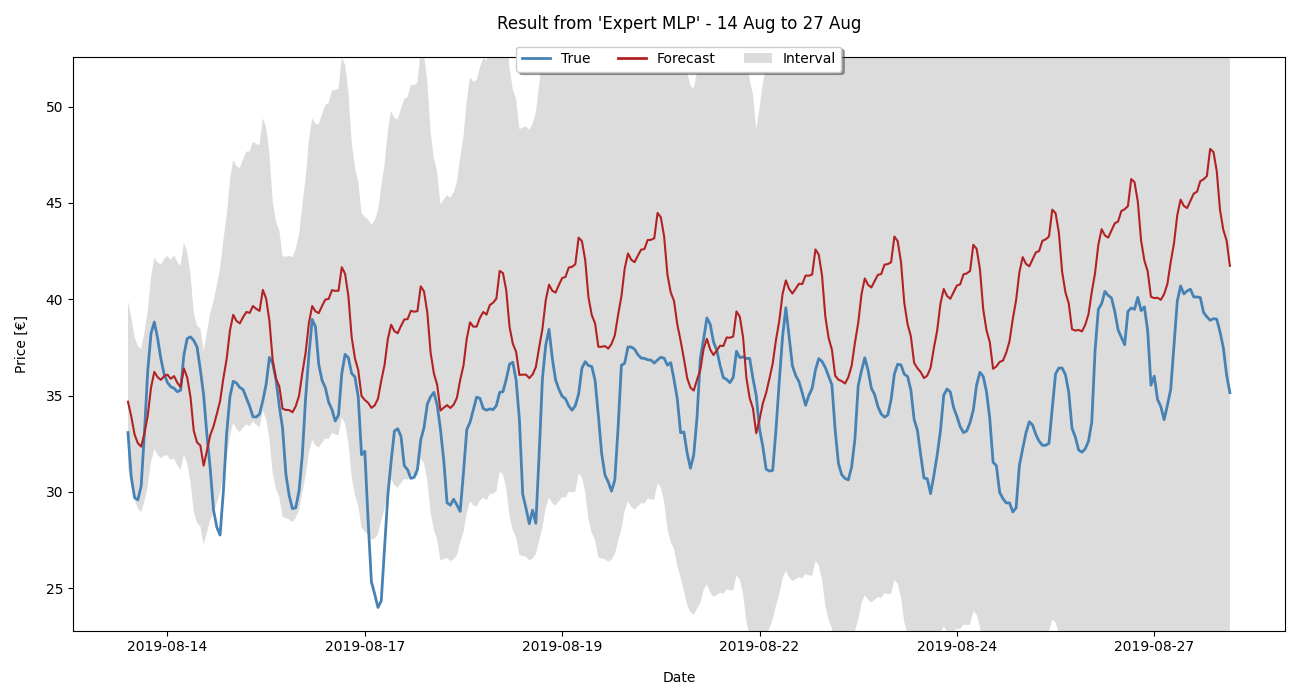 Result from 'Expert MLP' - 14 Aug to 27 Aug
True Forecast Interval
Price [€]
50
45
40
35
30
25
2019-08-14 2019-08-17 2019-08-19 2019-08-22 2019-08-24 2019-08-27
Date